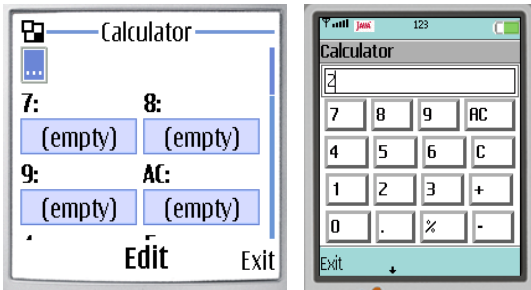 Calculator
...
7:
8:
(empty)
(empty)
9:
AC:
(empty)
(empty)
Edit
Exit
JAVA
123
Calculator
2
7 8 9 AC
4 5 6 C
1 2 3 +
0 . % -
Exit